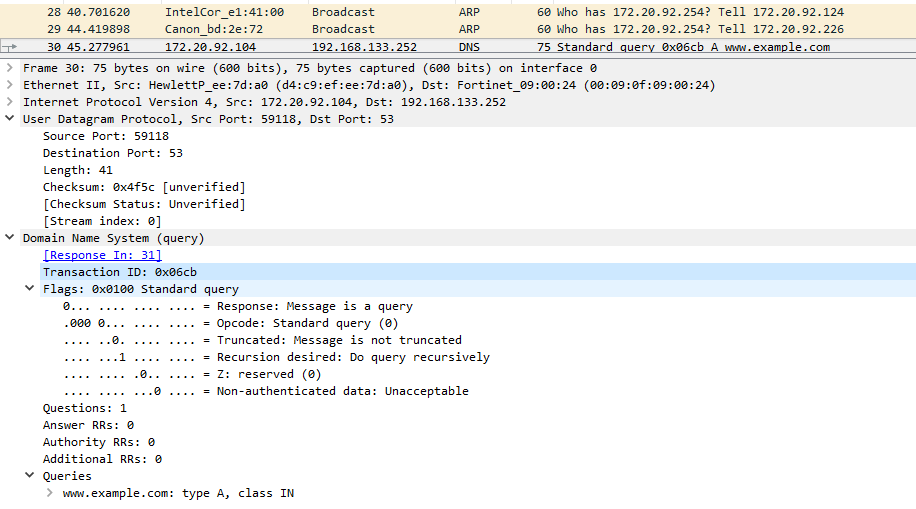 28 40.701620 IntelCor_e1:41:00 Broadcast ARP 60 Who has 172.20.92.254? Tell 172.20.92.124
29 44.419898 Canon_bd:2e:72 Broadcast ARP 60 Who has 172.20.92.254? Tell 172.20.92.226
30 45.277961 172.20.92.104 192.168.133.252 DNS 75 Standard query 0x06cb A www.example.com
Frame 30: 75 bytes on wire (600 bits), 75 bytes captured (600 bits) on interface 0
Ethernet II, Src: HewlettP_ee:7d:a0 (d4:c9:ef:ee:7d:a0), Dst: Fortinet_09:00:24 (00:09:0f:09:00:24)
Internet Protocol Version 4, Src: 172.20.92.104, Dst: 192.168.133.252
User Datagram Protocol, Src Port: 59118, Dst Port: 53
Source Port: 59118
Destination Port: 53
Length: 41
Checksum: 0x4f5c [unverified]
[Checksum Status: Unverified]
[Stream index: 0]
Domain Name System (query)
[Response In: 31]
Transaction ID: 0x06cb
Flags: 0x0100 Standard query
0... .... .... .... = Response: Message is a query
.000 0... .... .... = Opcode: Standard query (0)
.... ..0. .... .... = Truncated: Message is not truncated
.... ...1 .... .... = Recursion desired: Do query recursively
.... .... .0.. .... = Z: reserved (0)
.... .... ...0 .... = Non-authenticated data: Unacceptable
Questions: 1
Answer RRs: 0
Authority RRs: 0
Additional RRs: 0
Queries
www.example.com: type A, class IN